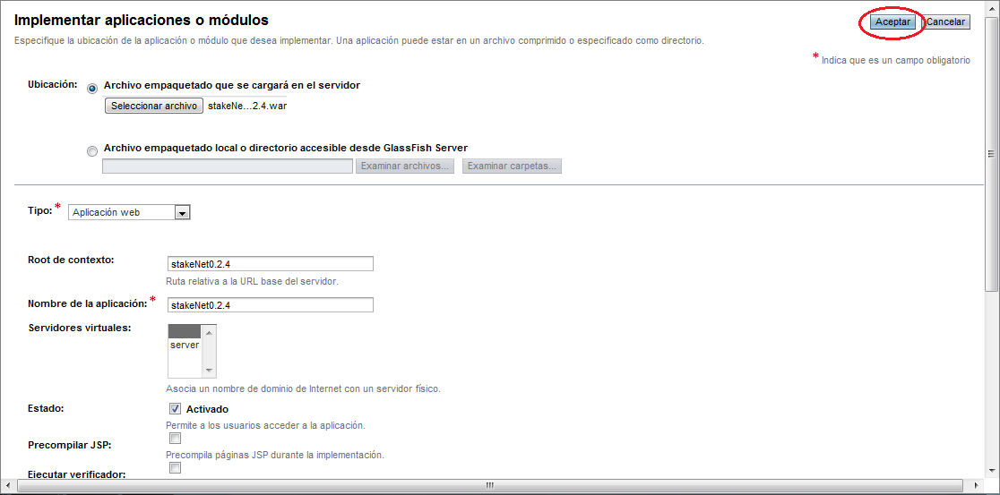 Implementar aplicaciones o módulos
Aceptar
Cancelar
Especifique la ubicación de la aplicación o módulo que desea implementar. Una aplicación puede estar en un archivo comprimido o especificado como directorio.
* Indica que es un campo obligatorio
Ubicación:
Archivo empaquetado que se cargará en el servidor
Seleccionar archivo stakeNe...2.4.war
Archivo empaquetado local o directorio accesible desde GlassFish Server
Examinar archivos... Examinar carpetas...
Tipo: * Aplicación web
Root de contexto: stakeNet0.2.4
Ruta relativa a la URL base del servidor.
Nombre de la aplicación: * stakeNet0.2.4
Servidores virtuales:
server
Asocia un nombre de dominio de Internet con un servidor físico.
Estado: Activado
Permite a los usuarios acceder a la aplicación.
Precompilar JSP:
Precompila páginas JSP durante la implementación.
Ejecutar verificador: